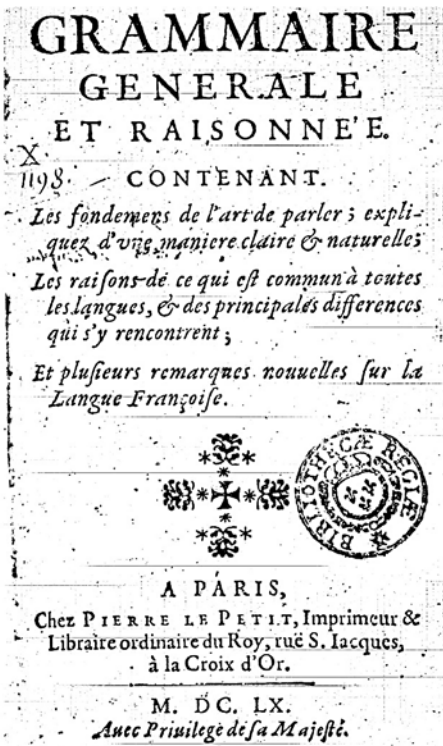 GRAMMAIRE
GENERALE
ET RAISONNE'E.
X
1198.
CONTENANT.
Les fondemens de l'art de parler ; expli-
quez d'vne maniere claire & naturelle;
Les raiſons de ce qui eſt commun à toutes
les langues, & des principales differences
qui s'y rencontrent ;
Et pluſieurs remarques nouuelles ſur la
Langue Françoiſe.
BIBLIOTHECÆ REGIÆ
A PARIS,
Chez PIERRE LE PETIT, Imprimeur &
Libraire ordinaire du Roy, ruë S. Iacques,
à la Croix d'Or.
M. DC. LX.
Auec Priuilege de ſa Majeſté.